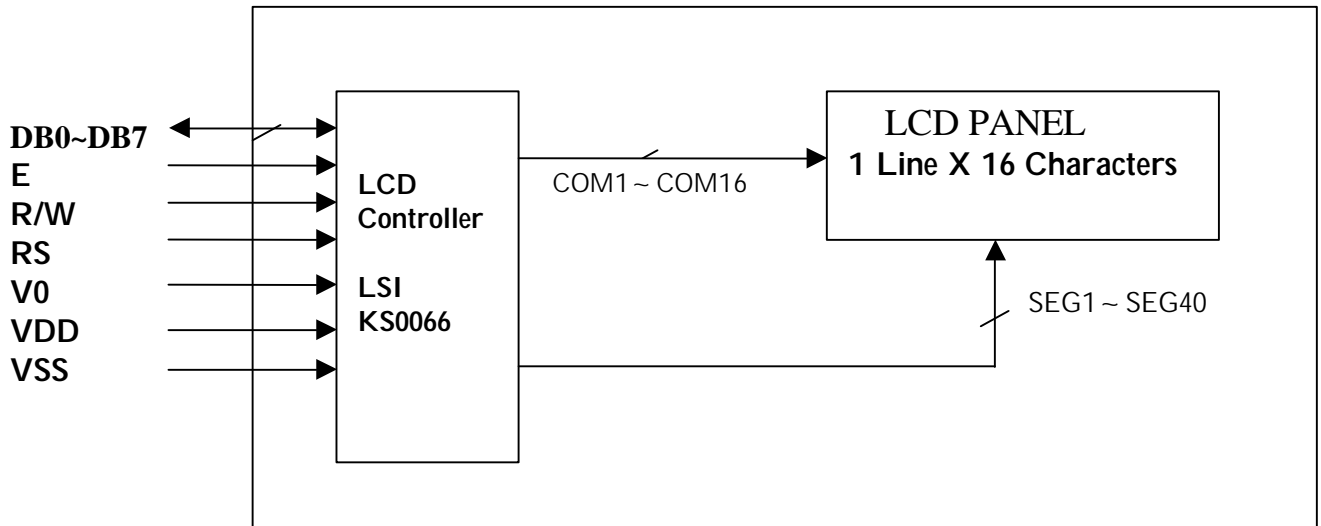 DB0~DB7
E
R/W
RS
V0
VDD
VSS
LCD
Controller
LSI
KS0066
COM1 ~ COM16
LCD PANEL
1 Line X 16 Characters
SEG1 ~ SEG40